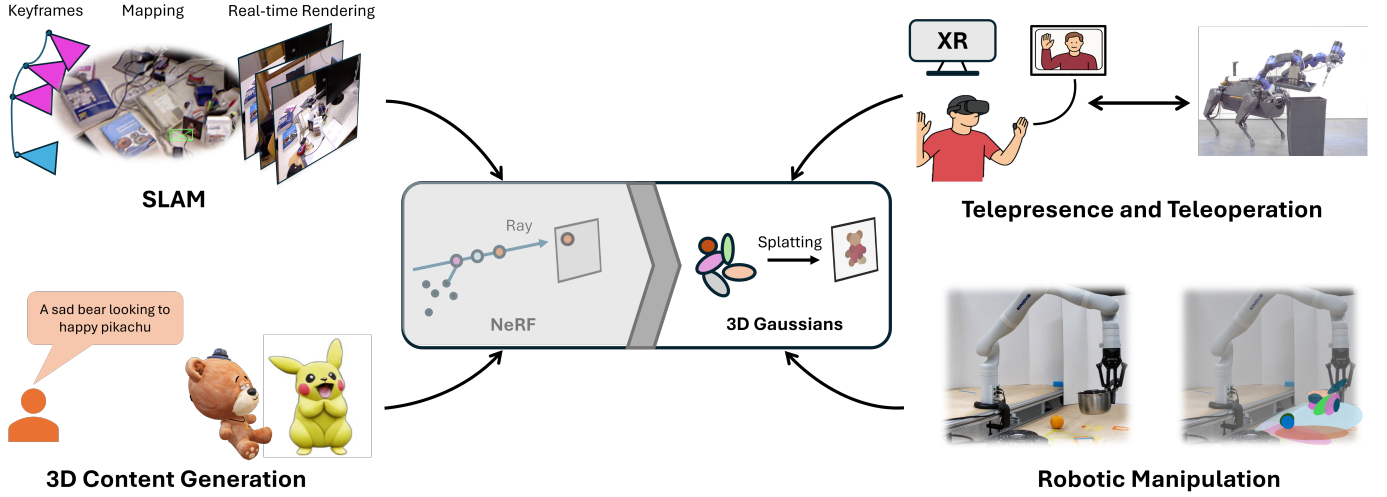 Keyframes
Mapping
Real-time Rendering
SLAM
XR
Telepresence and Teleoperation
Ray
NeRF
Splatting
3D Gaussians
A sad bear looking to
happy pikachu
3D Content Generation
Robotic Manipulation